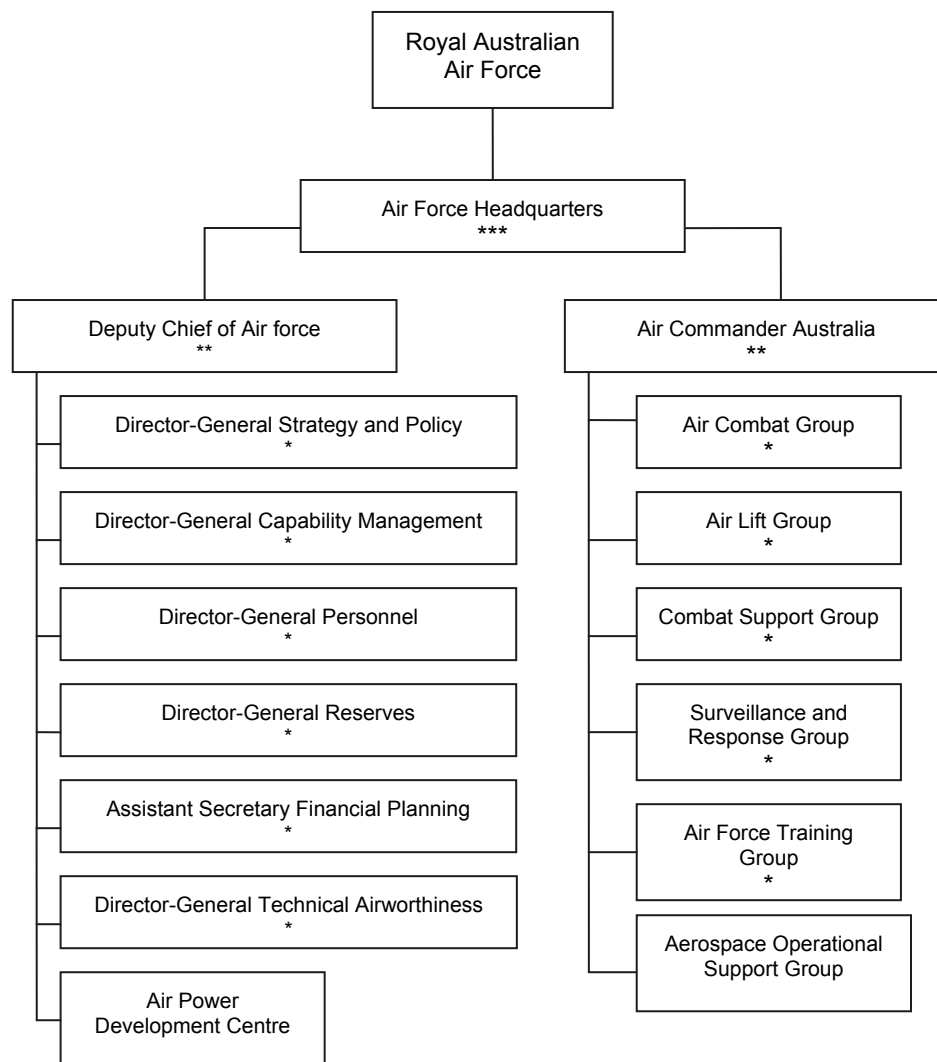 Royal Australian
Air Force
Air Force Headquarters
***
Deputy Chief of Air force
**
Director-General Strategy and Policy
*
Director-General Capability Management
*
Director-General Personnel
*
Director-General Reserves
*
Assistant Secretary Financial Planning
*
Director-General Technical Airworthiness
*
Air Power
Development Centre
Air Commander Australia
**
Air Combat Group
*
Air Lift Group
*
Combat Support Group
*
Surveillance and
Response Group
*
Air Force Training
Group
*
Aerospace Operational
Support Group